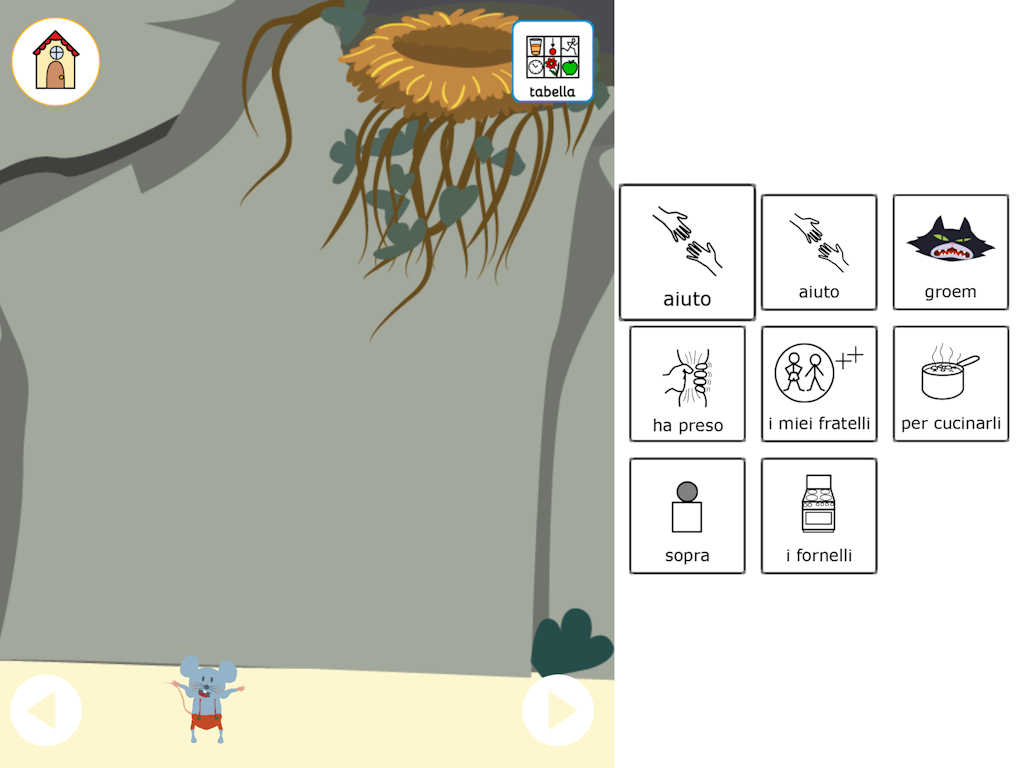 tabella
aiuto
aiuto
groem
ha preso
i miei fratelli
per cucinarli
sopra
i fornelli